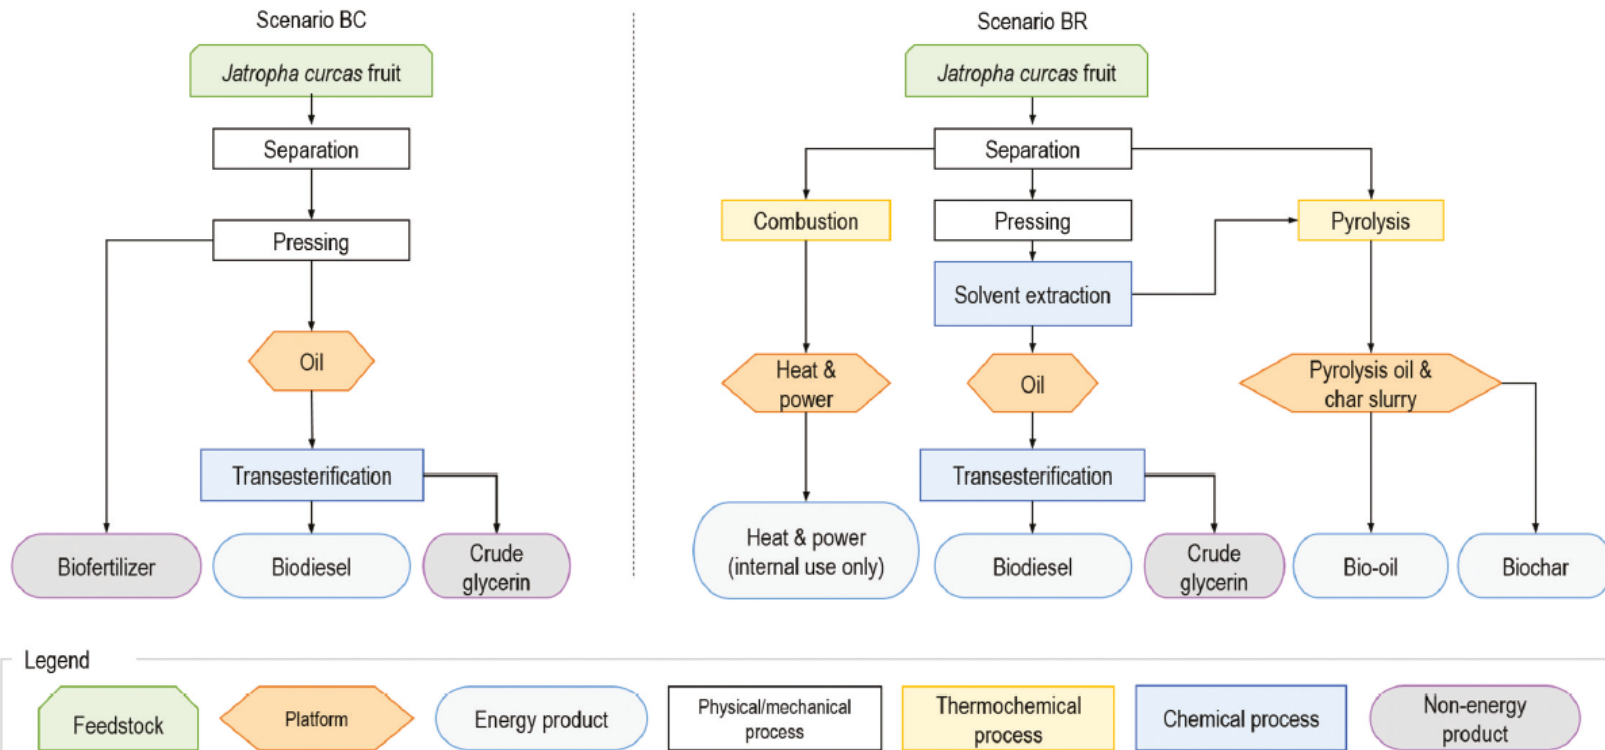 Scenario BC
Jatropha curcas fruit
Separation
Pressing
Oil
Transesterification
Biofertilizer
Biodiesel
Crude
glycerin
Scenario BR
Jatropha curcas fruit
Separation
Combustion
Pressing
Pyrolysis
Solvent extraction
Heat &
power
Oil
Pyrolysis oil &
char slurry
Transesterification
Heat & power
(internal use only)
Biodiesel
Crude
glycerin
Bio-oil
Biochar
Legend
Feedstock
Platform
Energy product
Physical/mechanical
process
Thermochemical
process
Chemical process
Non-energy
product